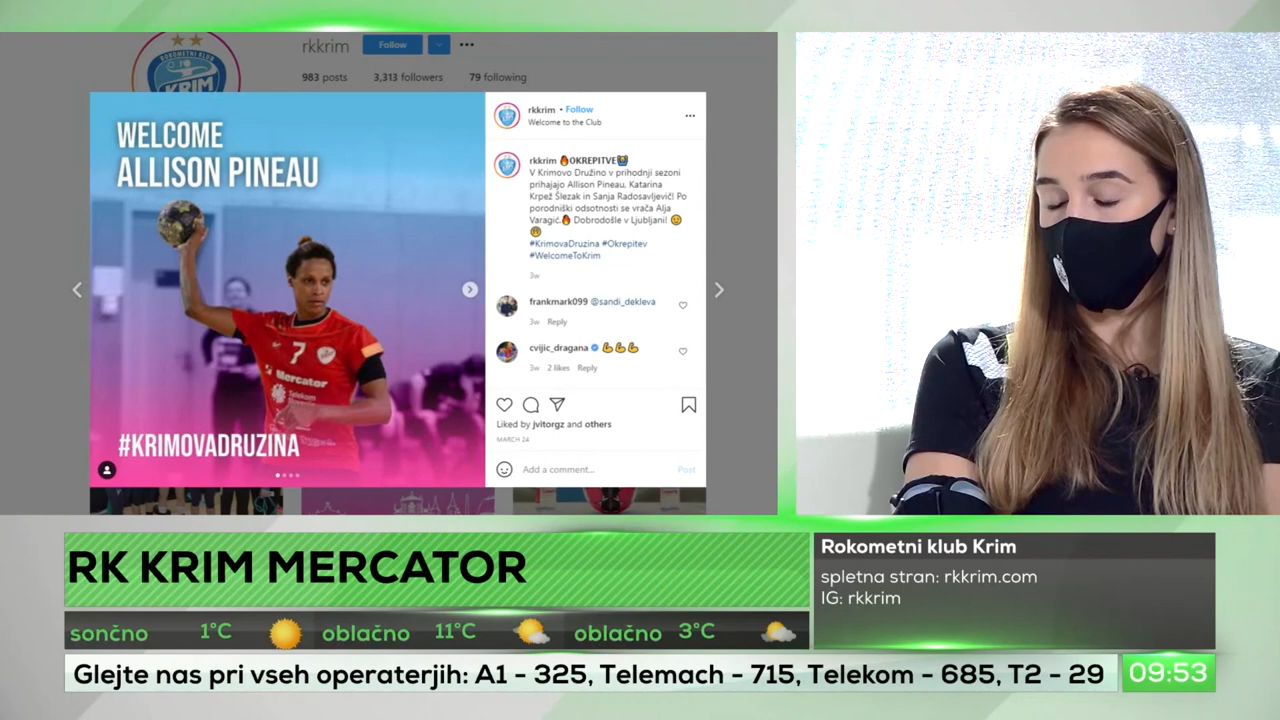 rkkrim Follow
983 posts 3,313 followers 79 following
ROKOMETNI KLUB
KRIM
WELCOME
ALLISON PINEAU
7
Mercator
Telekom
#KRIMOVADRUZINA
rkkrim • Follow
Welcome to the Club
rkkrim 🔥OKREPITVE
V Krimovo Družino v prihodnji sezoni
prihajajo Allison Pineau, Katarina
Krpež Šlezak in Sanja Radosavljević! Po
porodniški odsotnosti se vrača Alja
Varagić.🔥 Dobrodošle v Ljubljani!
#KrimovaDruzina #Okrepitev
#WelcomeToKrim
3w
frankmark099 @sandi_dekleva
3w Reply
cvijic_dragana 💪💪💪
3w 2 likes Reply
Liked by jvitorgz and others
MARCH 24
Add a comment... Post
RK KRIM MERCATOR
Rokometni klub Krim
spletna stran: rkkrim.com
IG: rkkrim
sončno 1°C oblačno 11°C oblačno 3°C
Glejte nas pri vseh operaterjih: A1 - 325, Telemach - 715, Telekom - 685, T2 - 29
09:53